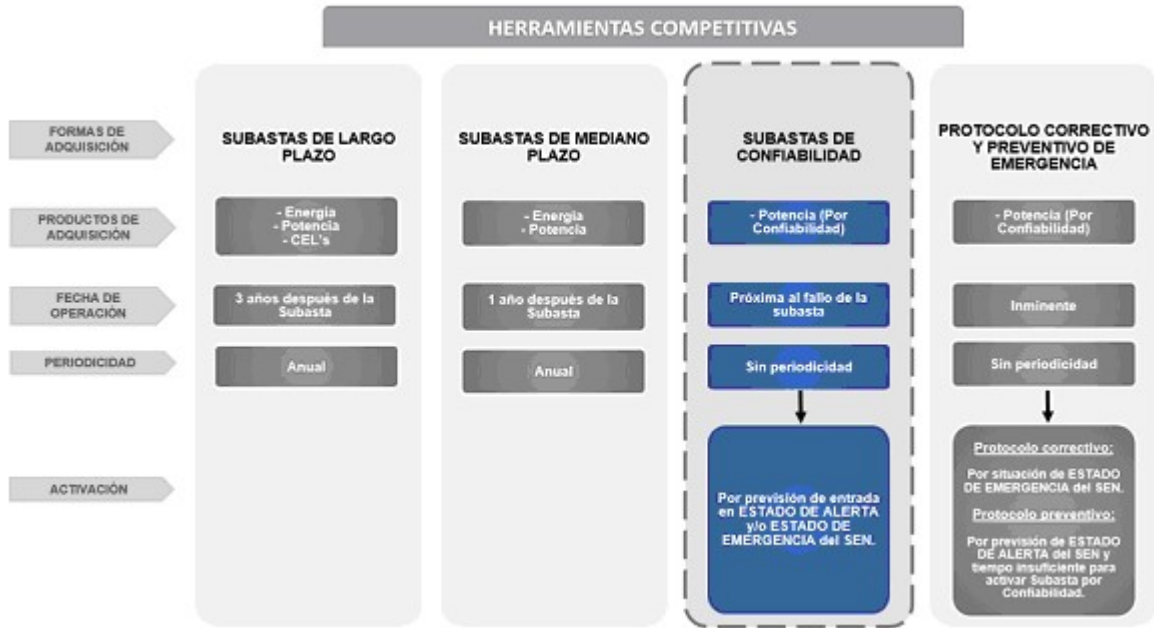 HERRAMIENTAS COMPETITIVAS
FORMAS DE
ADQUISICIÓN
SUBASTAS DE LARGO
PLAZO
SUBASTAS DE MEDIANO
PLAZO
SUBASTAS DE
CONFIABILIDAD
PROTOCOLO CORRECTIVO
Y PREVENTIVO DE
EMERGENCIA
PRODUCTOS DE
ADQUISICIÓN
- Energía
- Potencia
- CEL's
- Energía
- Potencia
- Potencia (Por
Confiabilidad)
- Potencia (Por
Confiabilidad)
FECHA DE
OPERACIÓN
3 años después de la
Subasta
1 año después de la
Subasta
Próxima al fallo de la
subasta
Inminente
PERIODICIDAD
Anual
Anual
Sin periodicidad
Sin periodicidad
ACTIVACIÓN
Por previsión de entrada
en ESTADO DE ALERTA
y/o ESTADO DE
EMERGENCIA del SEN.
Protocolo correctivo:
Por situación de ESTADO
DE EMERGENCIA del SEN.
Protocolo preventivo:
Por previsión de ESTADO
DE ALERTA del SEN y
tiempo insuficiente para
activar Subasta por
Confiabilidad.